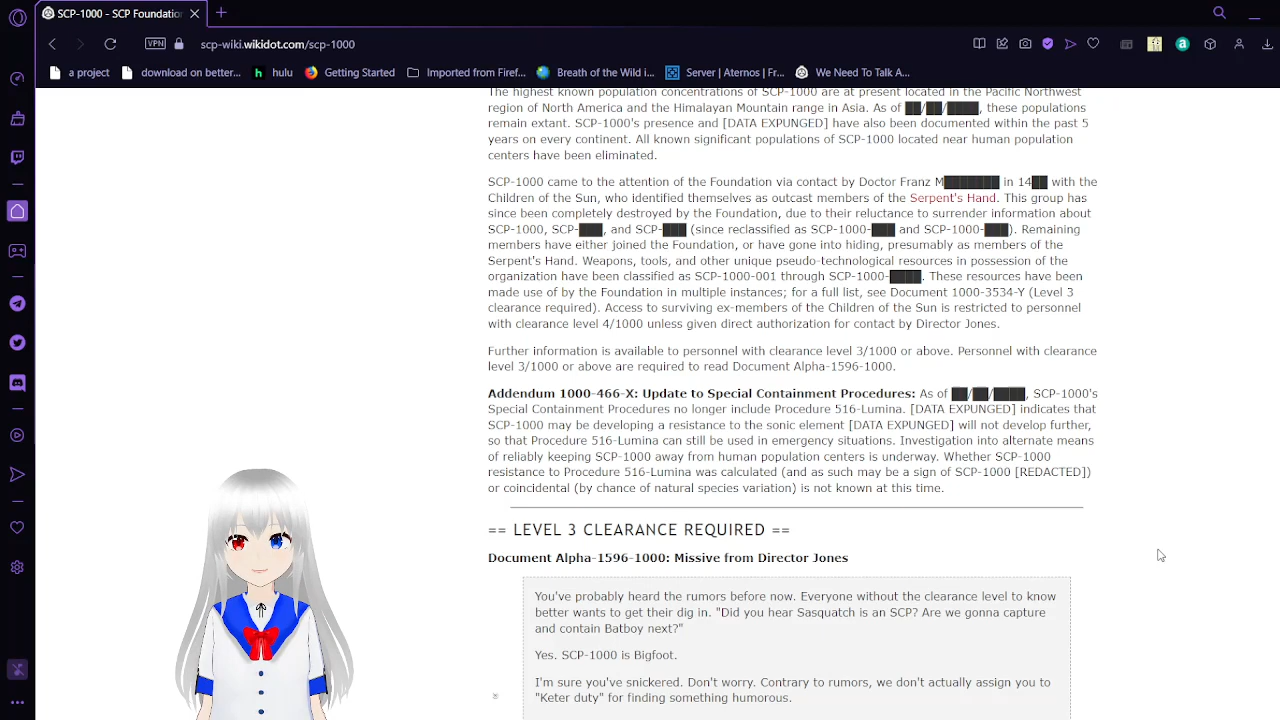 SCP-1000 - SCP Foundation
VPN
scp-wiki.wikidot.com/scp-1000
a project
download on better...
hulu
Getting Started
Imported from Firef...
Breath of the Wild i...
Server | Aternos | Fr...
We Need To Talk A...
The highest known population concentrations of SCP-1000 are at present located in the Pacific Northwest
region of North America and the Himalayan Mountain range in Asia. As of ██/██/████, these populations
remain extant. SCP-1000's presence and [DATA EXPUNGED] have also been documented within the past 5
years on every continent. All known significant populations of SCP-1000 located near human population
centers have been eliminated.
SCP-1000 came to the attention of the Foundation via contact by Doctor Franz M███████ in 14██ with the
Children of the Sun, who identified themselves as outcast members of the Serpent's Hand. This group has
since been completely destroyed by the Foundation, due to their reluctance to surrender information about
SCP-1000, SCP-███, and SCP-███ (since reclassified as SCP-1000-███ and SCP-1000-███). Remaining
members have either joined the Foundation, or have gone into hiding, presumably as members of the
Serpent's Hand. Weapons, tools, and other unique pseudo-technological resources in possession of the
organization have been classified as SCP-1000-001 through SCP-1000-████. These resources have been
made use of by the Foundation in multiple instances; for a full list, see Document 1000-3534-Y (Level 3
clearance required). Access to surviving ex-members of the Children of the Sun is restricted to personnel
with clearance level 4/1000 unless given direct authorization for contact by Director Jones.
Further information is available to personnel with clearance level 3/1000 or above. Personnel with clearance
level 3/1000 or above are required to read Document Alpha-1596-1000.
Addendum 1000-466-X: Update to Special Containment Procedures: As of ██/██/████, SCP-1000's
Special Containment Procedures no longer include Procedure 516-Lumina. [DATA EXPUNGED] indicates that
SCP-1000 may be developing a resistance to the sonic element [DATA EXPUNGED] will not develop further,
so that Procedure 516-Lumina can still be used in emergency situations. Investigation into alternate means
of reliably keeping SCP-1000 away from human population centers is underway. Whether SCP-1000
resistance to Procedure 516-Lumina was calculated (and as such may be a sign of SCP-1000 [REDACTED])
or coincidental (by chance of natural species variation) is not known at this time.
== LEVEL 3 CLEARANCE REQUIRED ==
Document Alpha-1596-1000: Missive from Director Jones
You've probably heard the rumors before now. Everyone without the clearance level to know
better wants to get their dig in. "Did you hear Sasquatch is an SCP? Are we gonna capture
and contain Batboy next?"
Yes. SCP-1000 is Bigfoot.
I'm sure you've snickered. Don't worry. Contrary to rumors, we don't actually assign you to
"Keter duty" for finding something humorous.